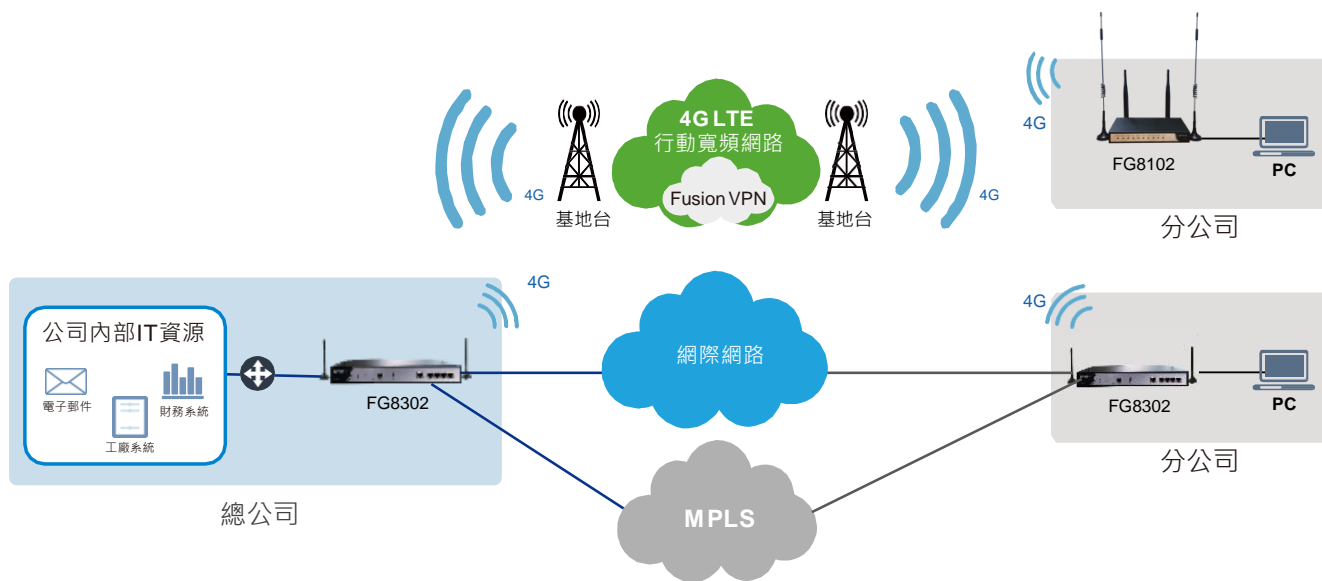 4G LTE
行動寬頻網路
Fusion VPN
4G
基地台
基地台
4G
4G
FG8102
PC
分公司
4G
公司內部IT資源
電子郵件
財務系統
工廠系統
FG8302
總公司
網際網路
MPLS
4G
FG8302
PC
分公司